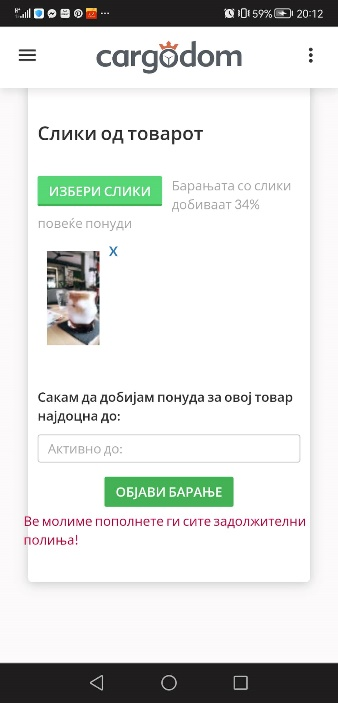 59% 20:12
cargodom
Слики од товарот
ИЗБЕРИ СЛИКИ Барањата со слики
добиваат 34%
повеќе понуди
X
Сакам да добијам понуда за овој товар
најдоцна до:
Активно до:
ОБЈАВИ БАРАЊЕ
Ве молиме пополнете ги сите задолжителни
полиња!